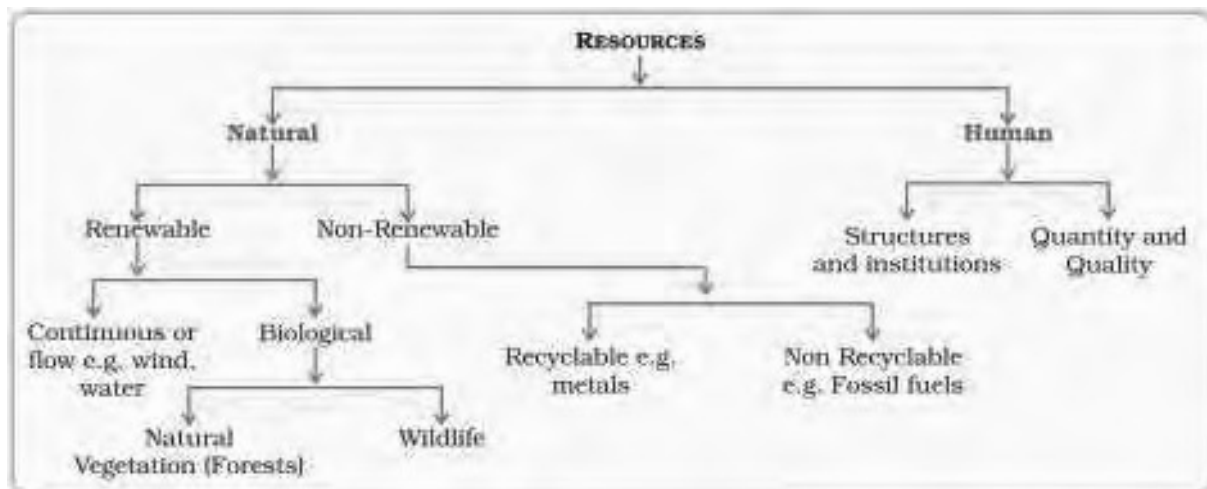 RESOURCES
Natural
Human
Renewable
Non-Renewable
Structures
and institutions
Quantity and
Quality
Continuous or
flow e.g. wind,
water
Biological
Recyclable e.g.
metals
Non Recyclable
e.g. Fossil fuels
Natural
Vegetation (Forests)
Wildlife